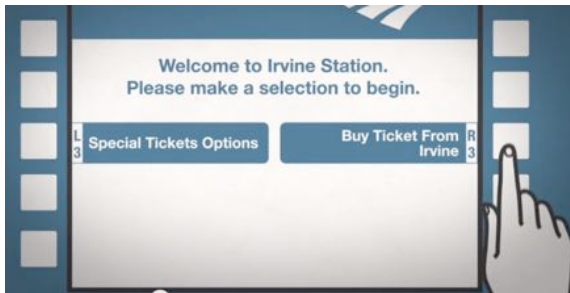 Welcome to Irvine Station.
Please make a selection to begin.
L
3
Special Tickets Options
Buy Ticket From
Irvine
R
3